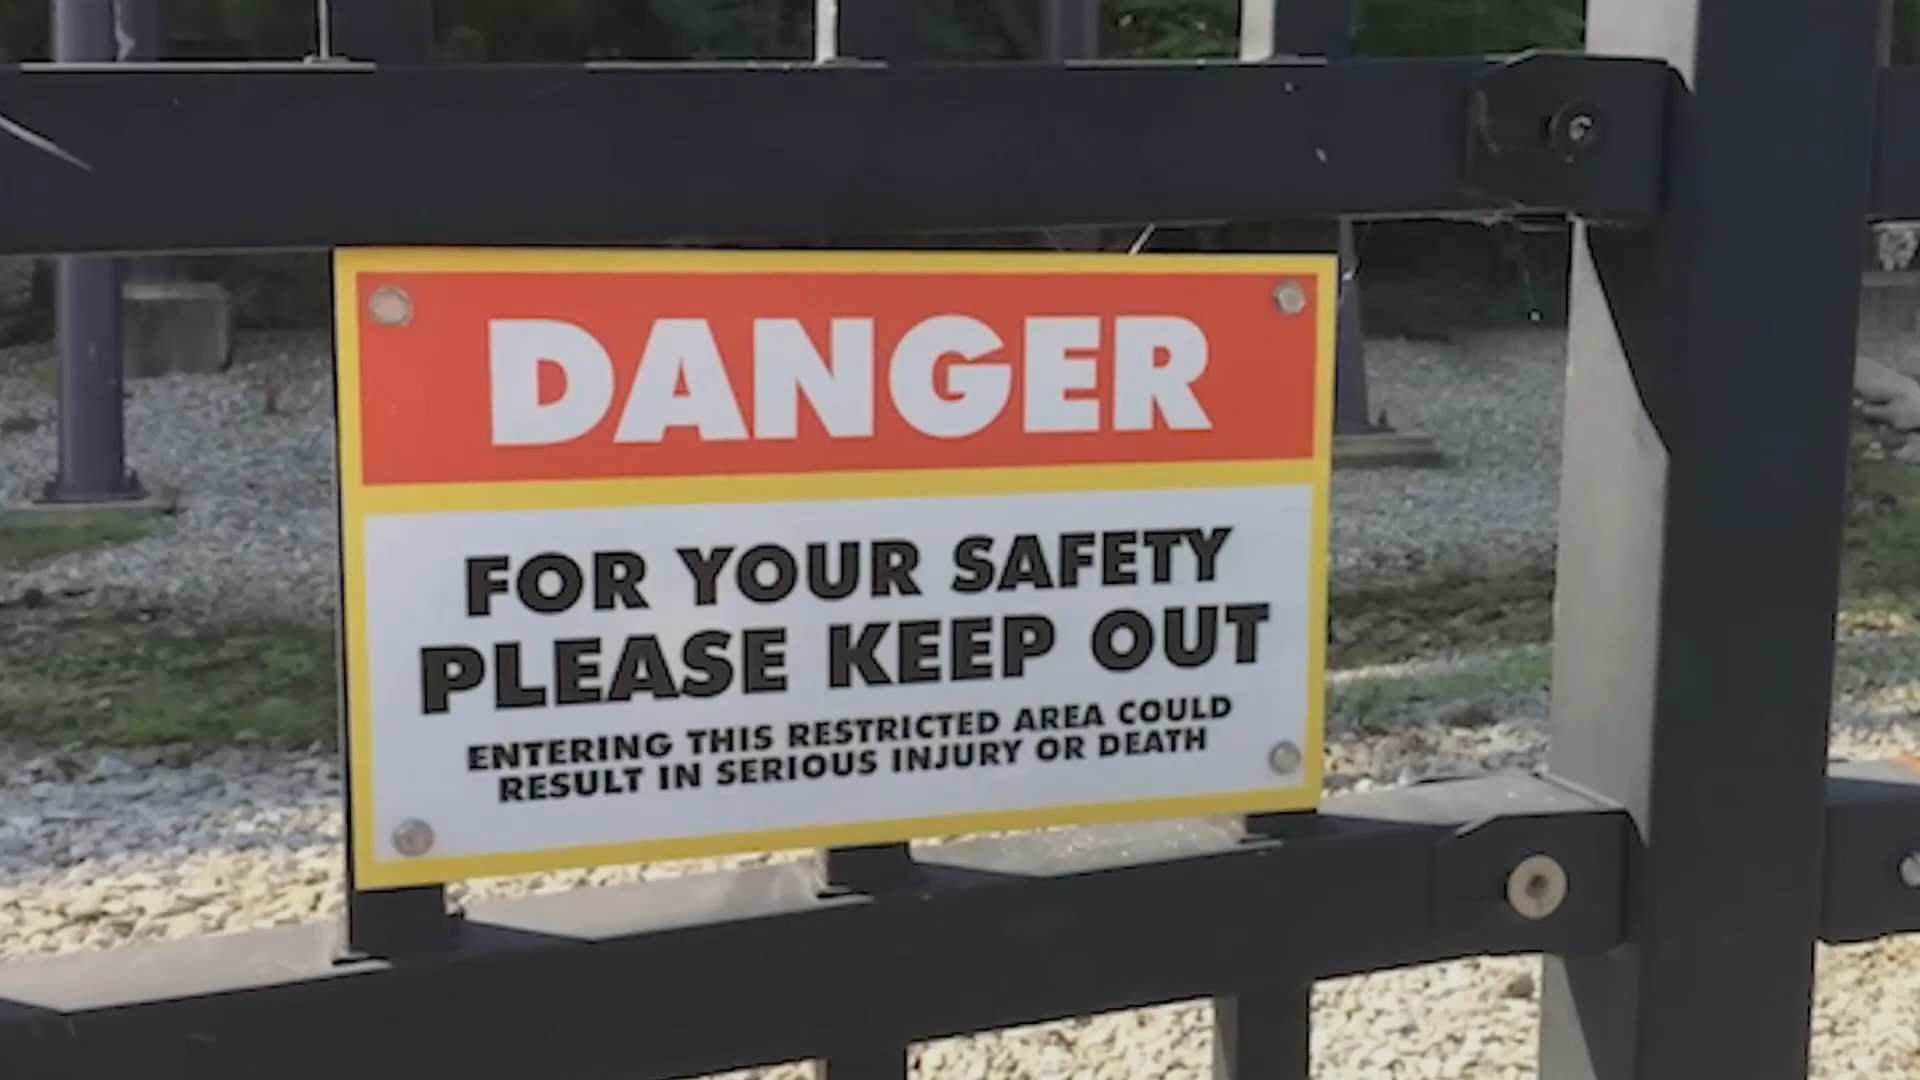 DANGER
FOR YOUR SAFETY
PLEASE KEEP OUT
ENTERING THIS RESTRICTED AREA COULD
RESULT IN SERIOUS INJURY OR DEATH